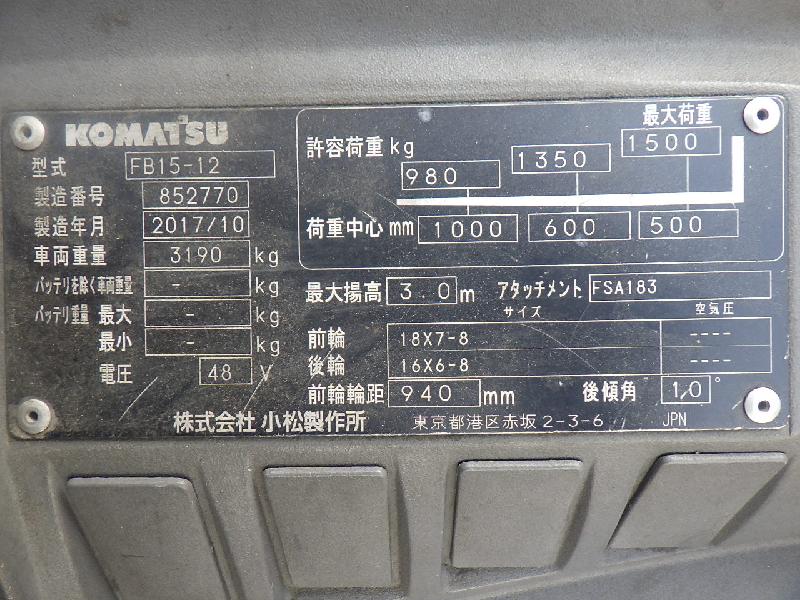 KOMATSU
型式 FB15-12
製造番号 852770
製造年月 2017/10
車両重量 3190 kg
バッテリを除く車両重量 - kg
バッテリ重量 最大 - kg
最小 - kg
電圧 48 V
最大荷重
許容荷重 kg 980 1350 1500
荷重中心 mm 1000 600 500
最大揚高 3.0 m アタッチメント FSA183
サイズ 空気圧
前輪 18X7-8 ----
後輪 16X6-8 ----
前輪輪距 940 mm 後傾角 10°
株式会社 小松製作所 東京都港区赤坂2-3-6 JPN